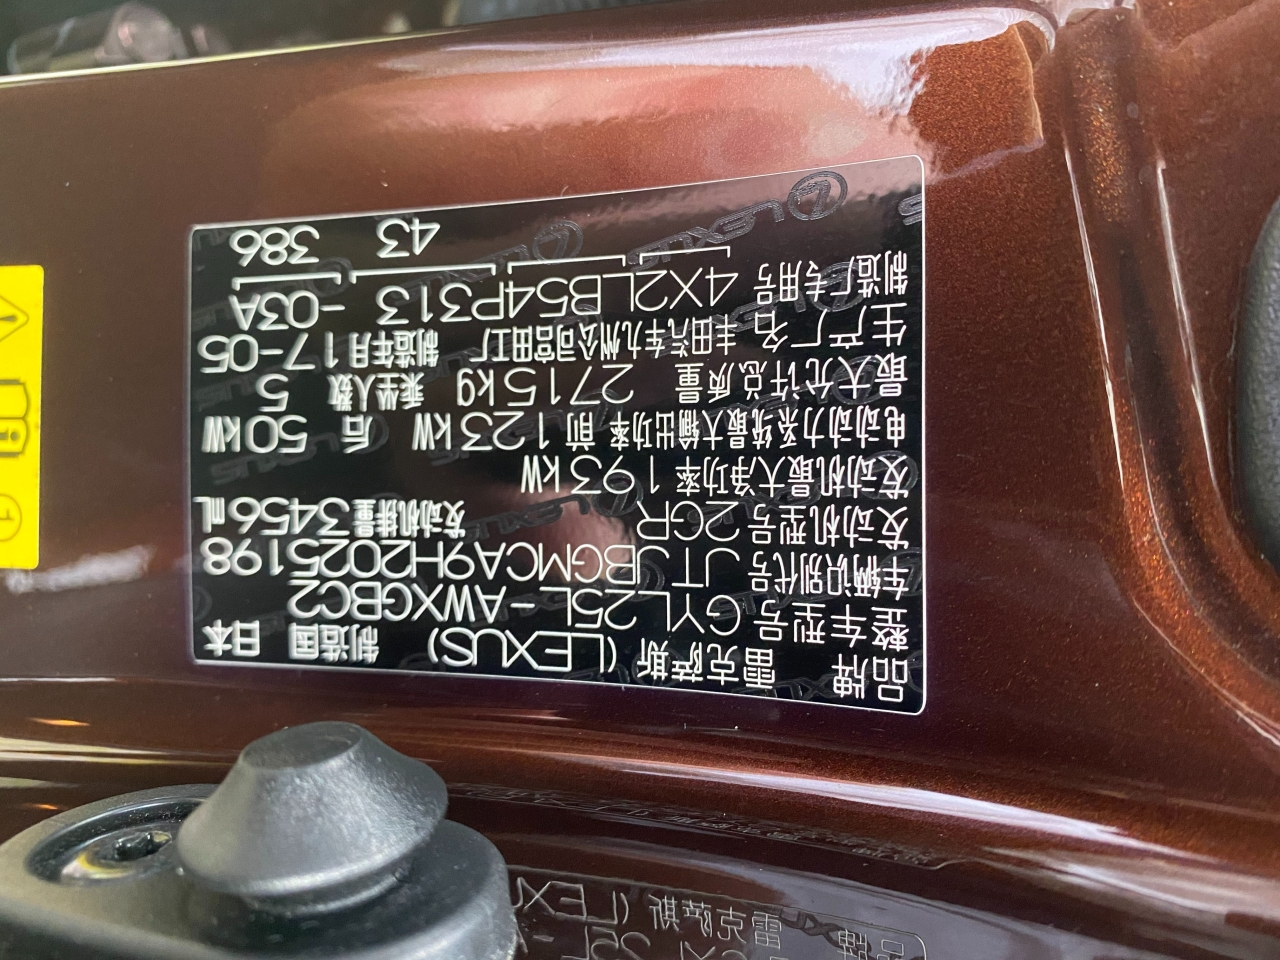 品牌 雷克萨斯 (LEXUS) 制造国 日本
整车型号 GYL25L-AWXGBC2
车辆识别代号 JTJBGMCA9H2025198
发动机型号 2GR 发动机排量 3456mL
发动机最大净功率 193kW
电动动力系统最大输出功率 前 123kW 后 50kW
最大允许总质量 2715kg 乘坐人数 5
生产厂名 丰田汽车九州公司宫田工厂 制造年月 17-05
制造厂专用号 4X2LB54P313 -03A
43 386